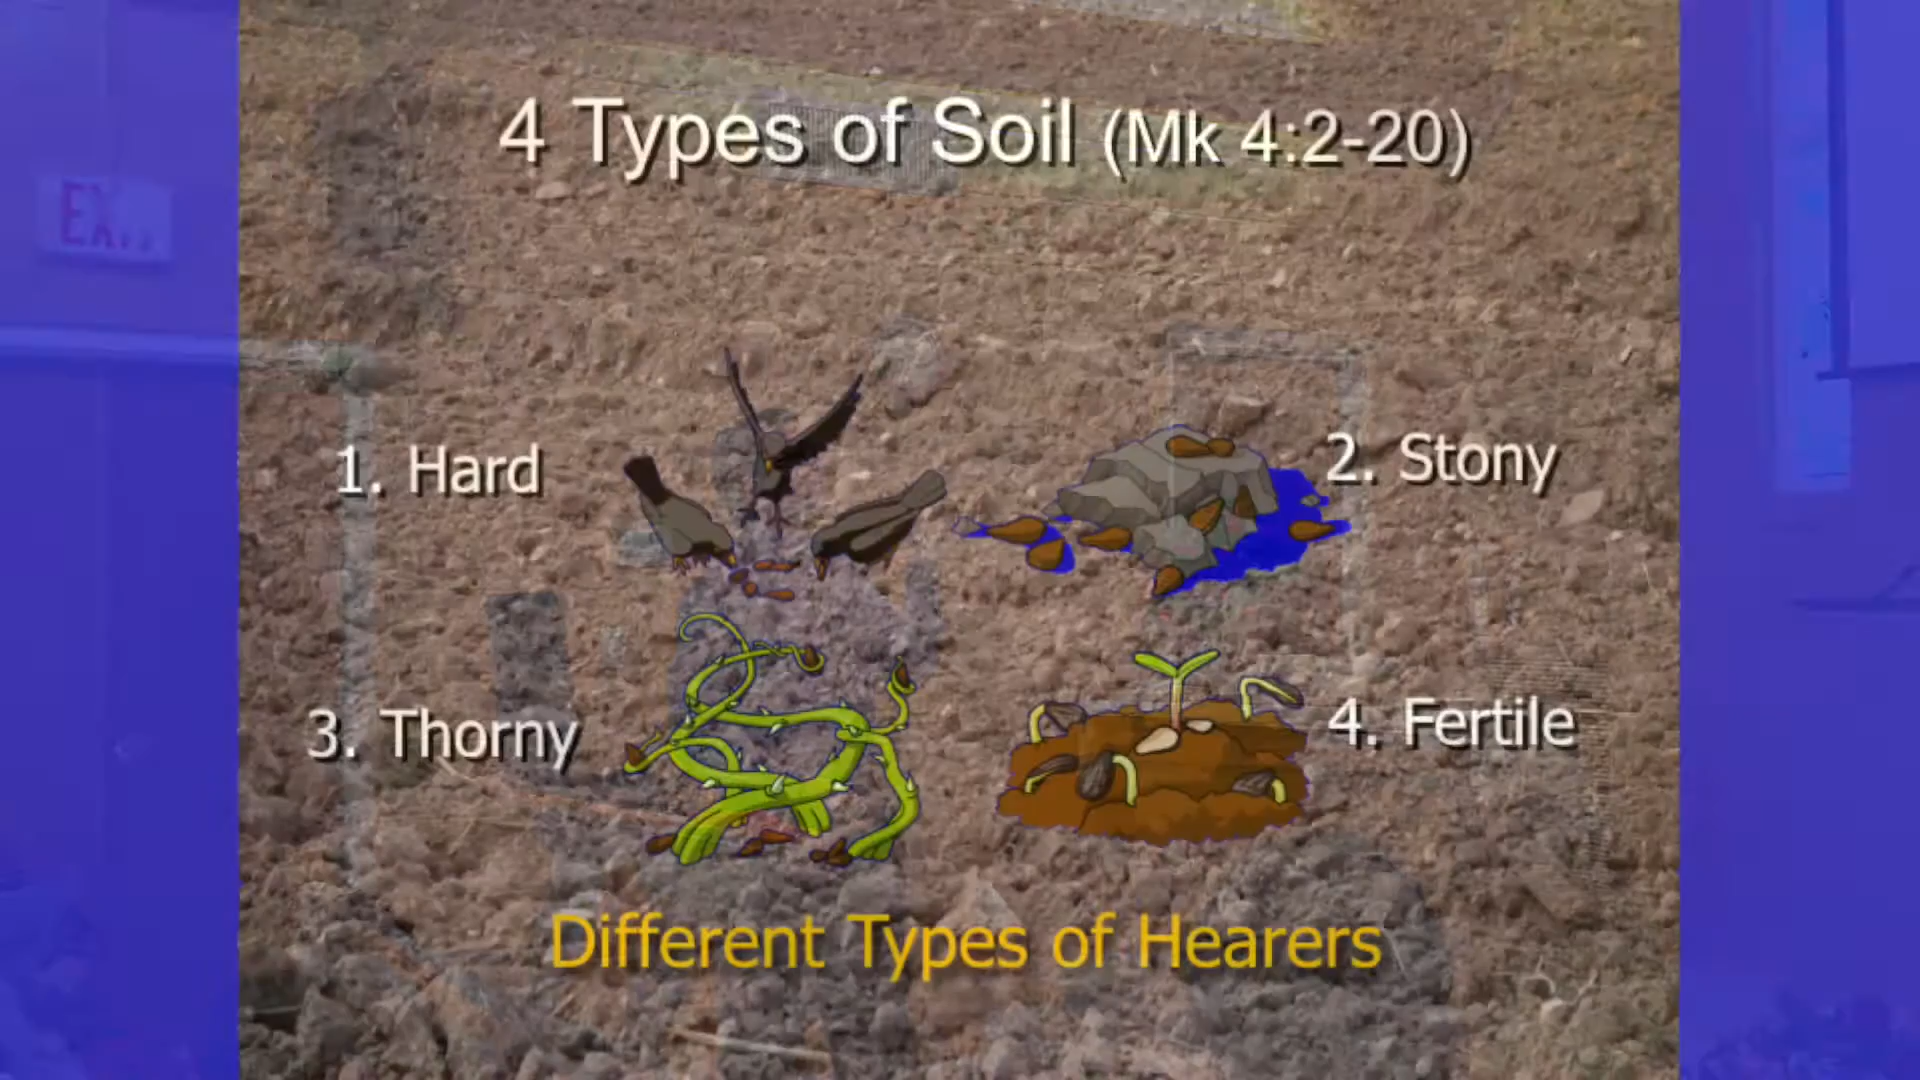 4 Types of Soil (Mk 4:2-20)
1. Hard
2. Stony
3. Thorny
4. Fertile
Different Types of Hearers